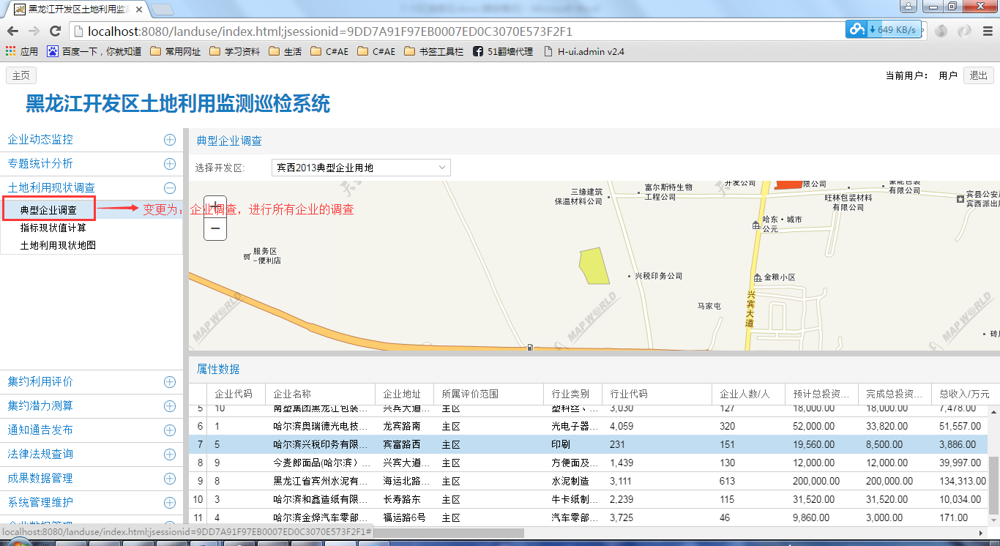 黑龙江开发区土地利用监
localhost:8080/landuse/index.html;jsessionid=9DD7A91F97EB0007ED0C3070E573F2F1
649 KB/s
应用 百度一下，你就知道 常用网址 学习资料 生活 C#AE C#AE 书签工具栏 51翻墙代理 H-ui.admin v2.4
主页 当前用户： 用户 退出
黑龙江开发区土地利用监测巡检系统
企业动态监控
专题统计分析
土地利用现状调查
典型企业调查
指标现状值计算
土地利用现状地图
集约利用评价
集约潜力测算
通知通告发布
法律法规查询
成果数据管理
系统管理维护
企业数据管理
典型企业调查
选择开发区: 宾西2013典型企业用地
变更为：企业调查，进行所有企业的调查
+
−
三缘建筑
保温材料公司
富尔斯特生物
工程公司
开发公司
限公司
旺林包装材料
有限公司
豪能包装
有限公司
宾县公安局
宾西派出所
哈东·城市
公元
服务区
-便利店
兴税印务公司
金粮小区
马家屯
兴宾大道
砖厂
MAP WORLD
MAP WORLD
MAP WORLD
属性数据
企业代码 企业名称 企业地址 所属评价范围 行业类别 行业代码 企业人数/人 预计总投资... 完成总投资... 总收入/万元
5 10 南塑集团黑龙江包装... 兴宾大道... 主区 塑料丝、... 3,030 127 18,000.00 18,000.00 7,478.00
6 1 哈尔滨奥瑞德光电技... 龙宾路南 主区 光电子器... 4,059 320 52,000.00 33,820.00 51,557.00
7 5 哈尔滨兴税印务有限... 宾富路西 主区 印刷 231 151 19,560.00 8,500.00 3,886.00
8 9 今麦郎面品(哈尔滨）... 兴宾大道... 主区 方便面及... 1,439 130 12,000.00 12,000.00 39,997.00
9 8 黑龙江省宾州水泥有... 海运北路... 主区 水泥制造 3,111 613 200,000.00 200,000.00 134,313.00
10 3 哈尔滨和鑫造纸有限... 长寿路东 主区 牛卡纸制... 2,239 115 31,520.00 31,520.00 10,034.00
11 4 哈尔滨金烨汽车零部... 福运路6号 主区 汽车零部... 3,725 46 9,860.00 3,000.00 171.00
localhost:8080/landuse/index.html;jsessionid=9DD7A91F97EB0007ED0C3070E573F2F1#